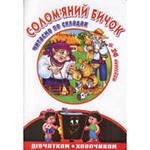 СОЛОМ'ЯНИЙ БИЧОК
читаємо по складах
ДІВЧАТКАМ • ХЛОПЧИКАМ